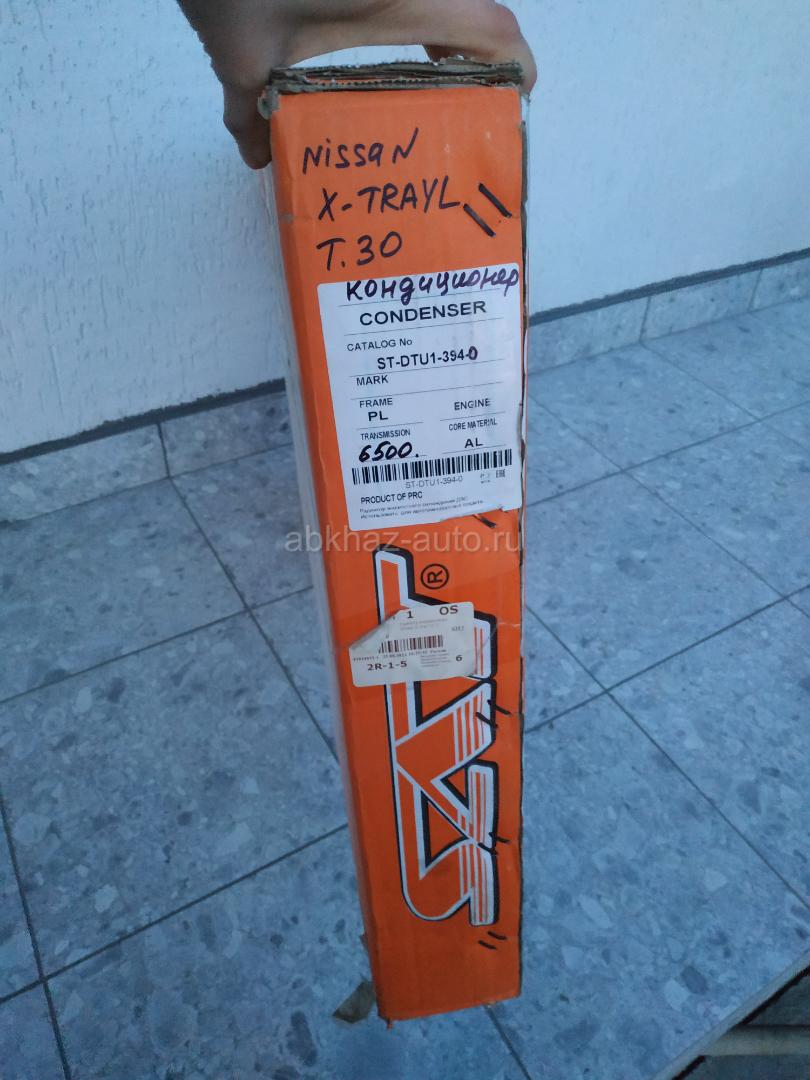 Nissan
X-TRAYL
T.30
Кондиционер
CONDENSER
CATALOG No
ST-DTU1-394-0
MARK
FRAME
PL
ENGINE
TRANSMISSION
6500.
CORE MATERIAL
AL
ST-DTU1-394-0
EAC
PRODUCT OF PRC
abkhaz-auto.ru
SAT®
1 OS
2R-1-5
6